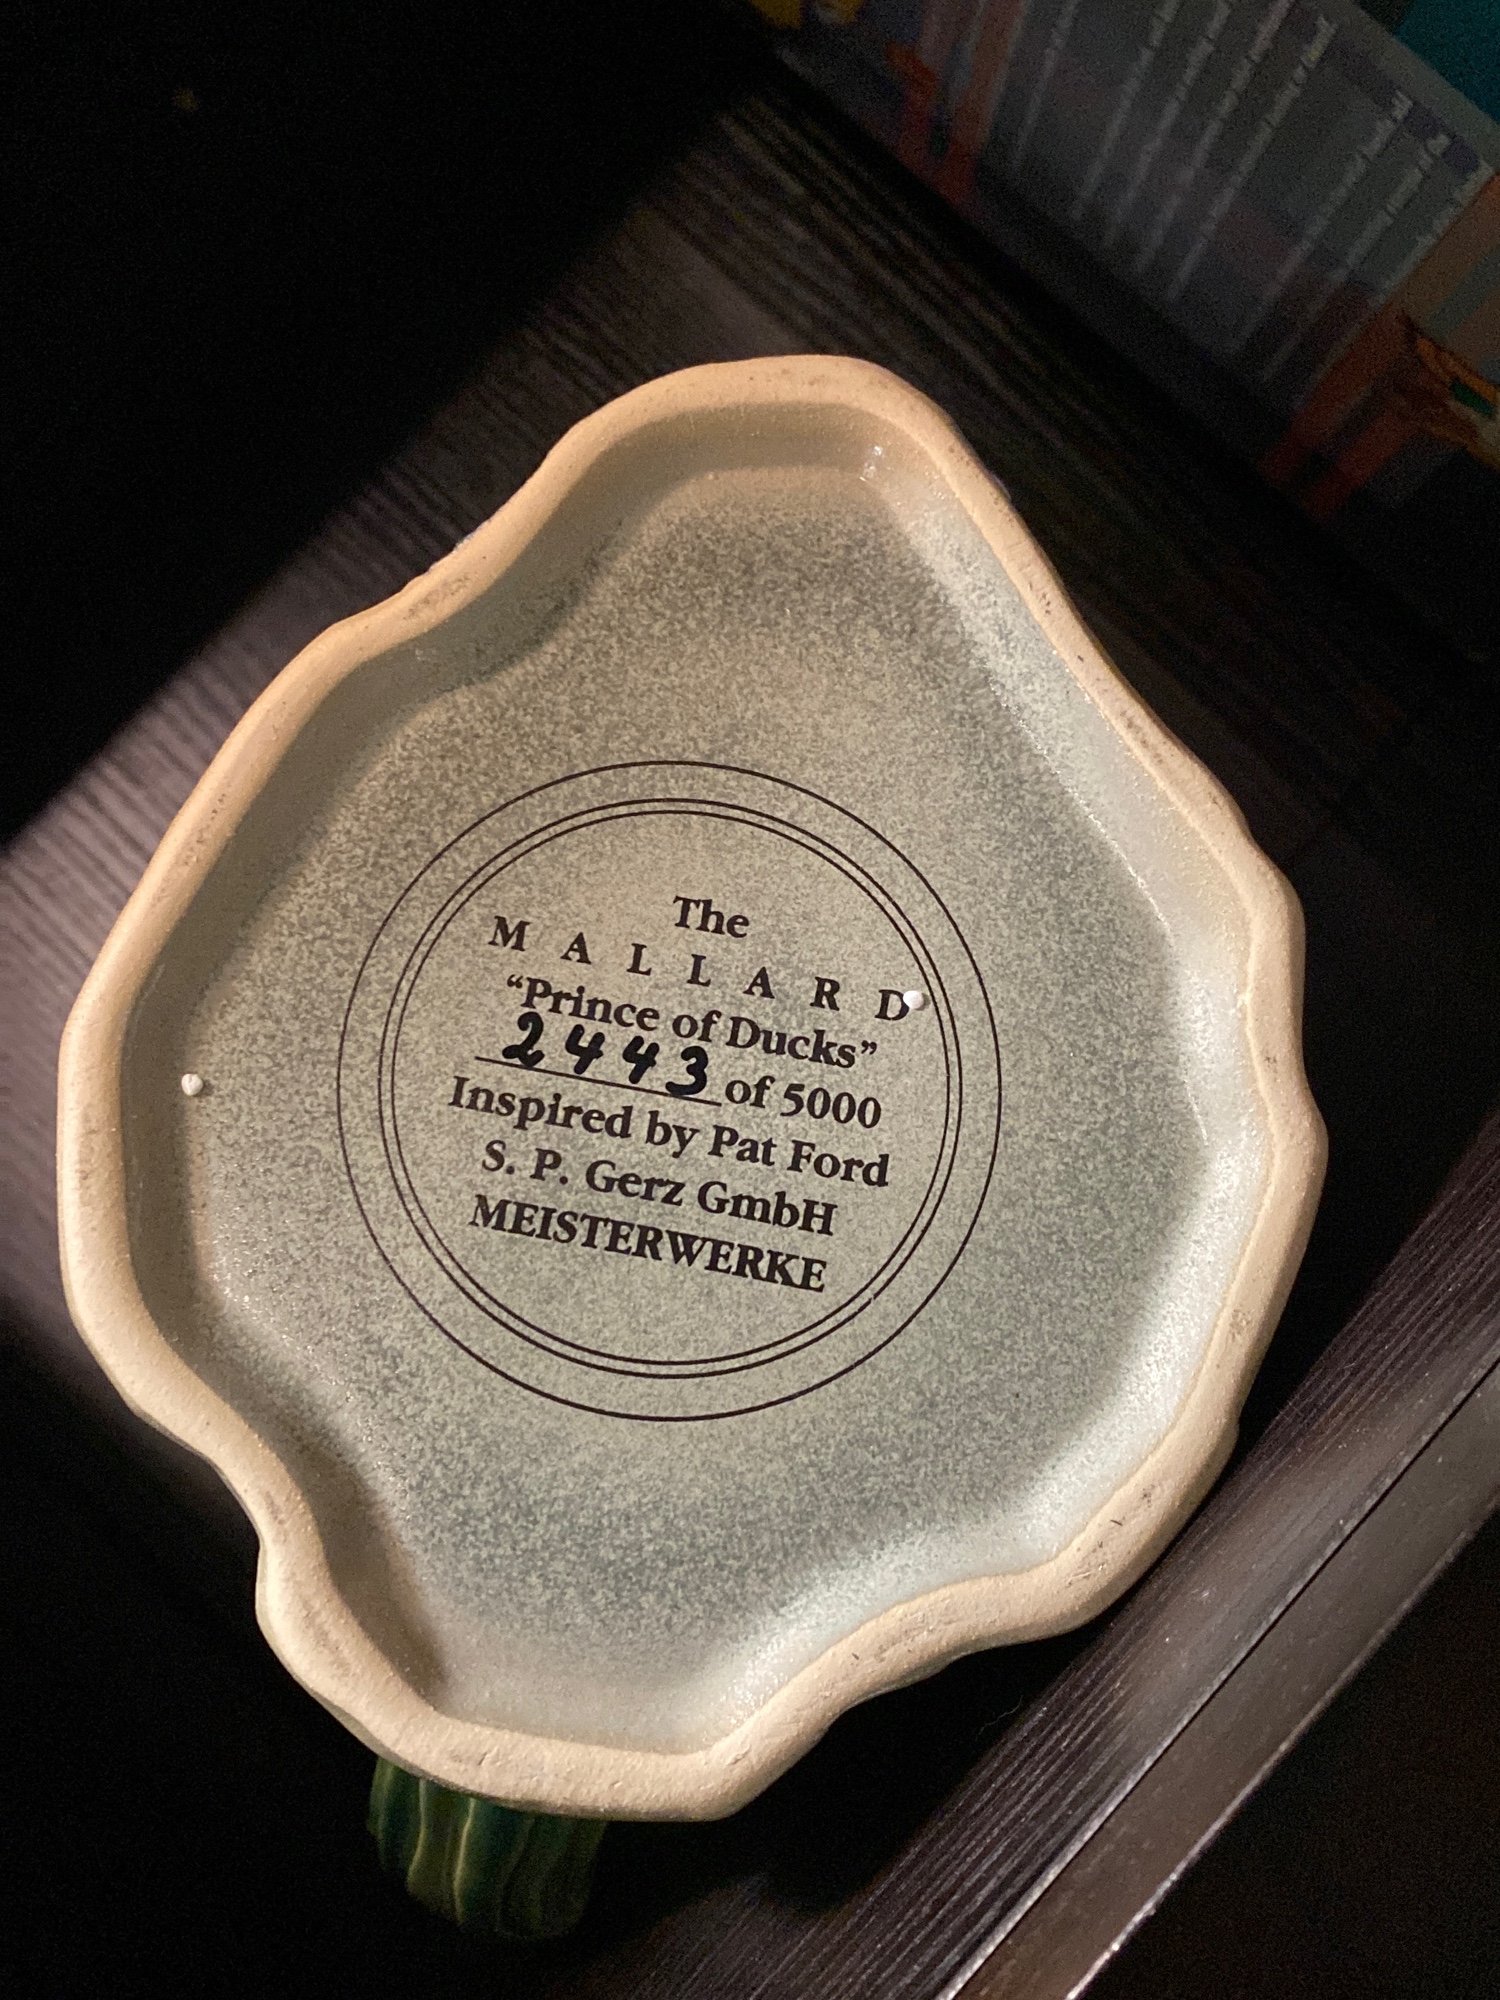 The
MALLARD
“Prince of Ducks”
2443 of 5000
Inspired by Pat Ford
S. P. Gerz GmbH
MEISTERWERKE